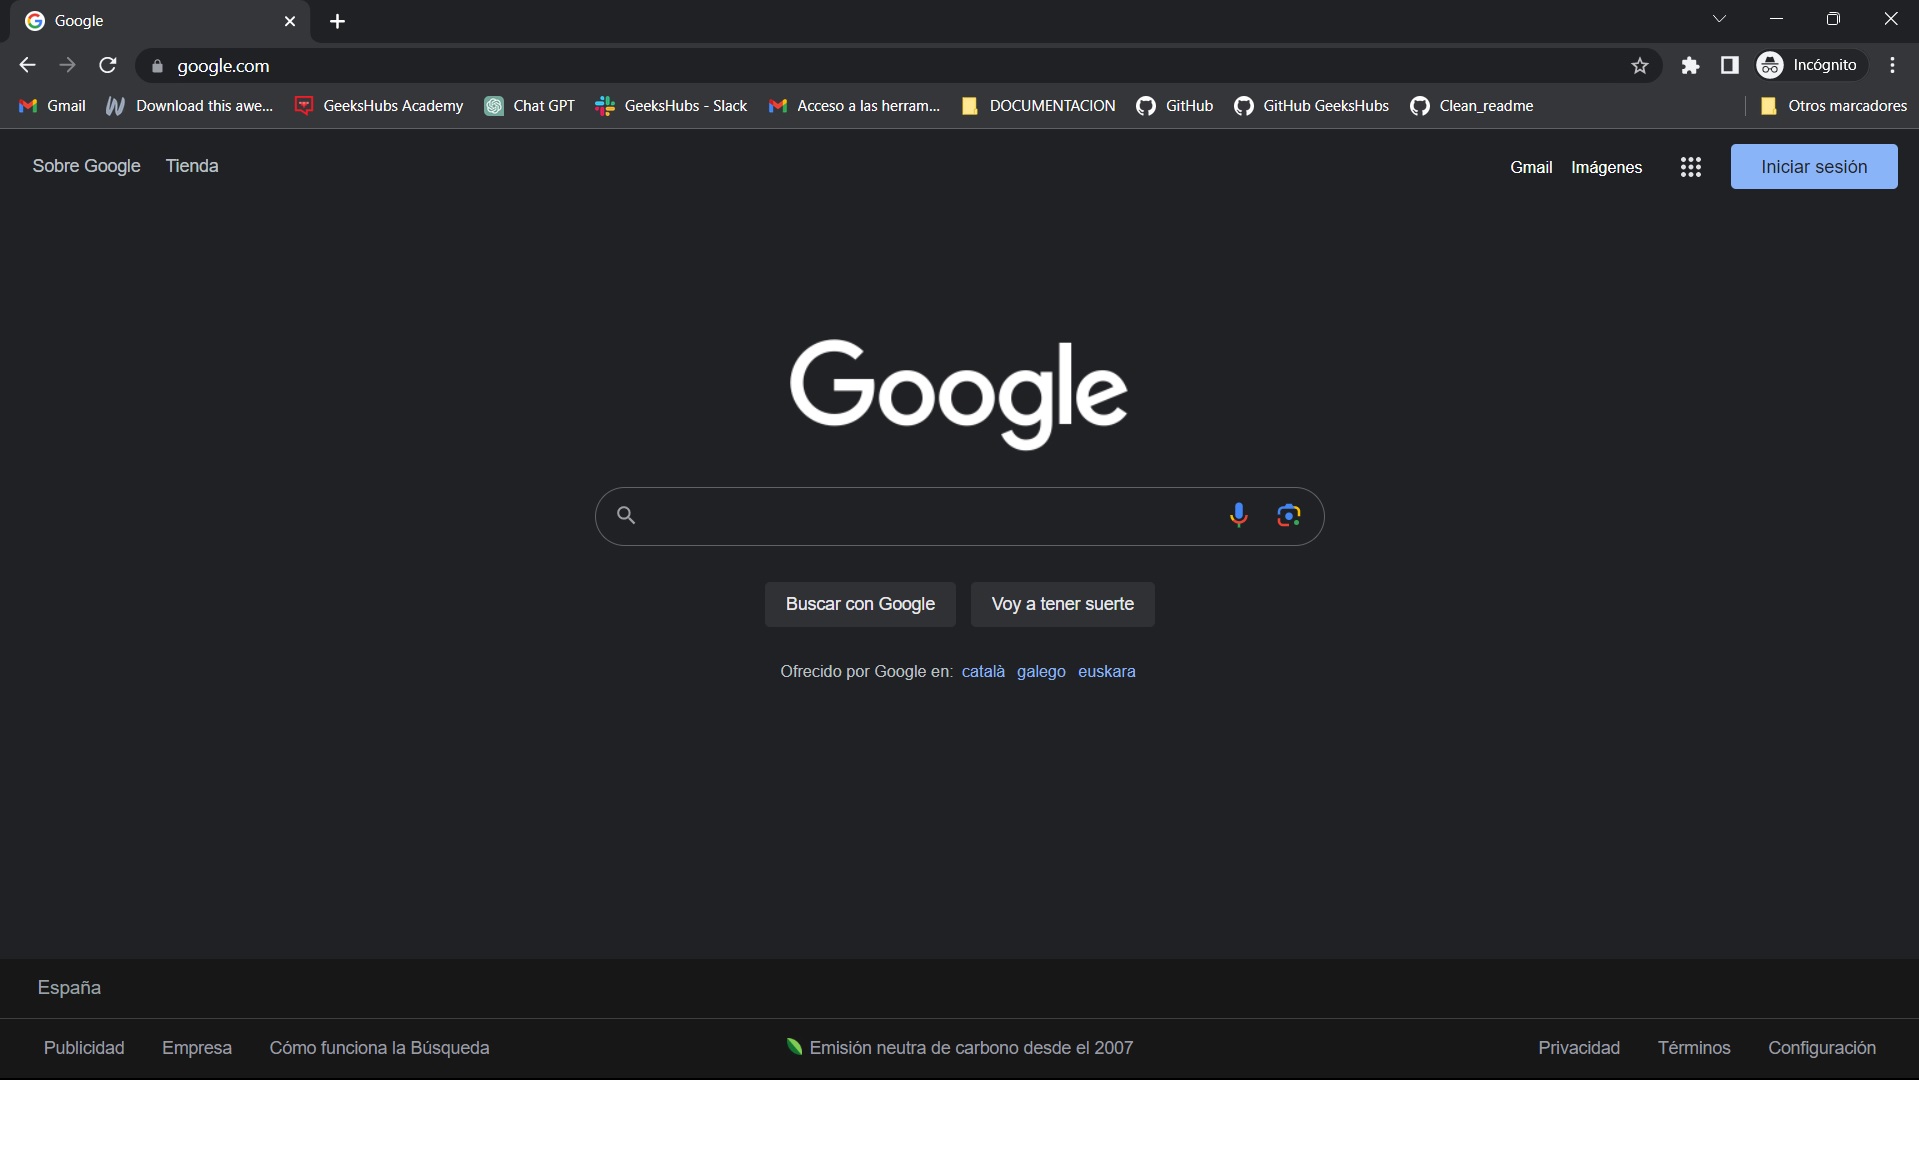 Google
google.com
Incógnito
Gmail Download this awe... GeeksHubs Academy Chat GPT GeeksHubs - Slack Acceso a las herram... DOCUMENTACION GitHub GitHub GeeksHubs Clean_readme Otros marcadores
Sobre Google Tienda Gmail Imágenes Iniciar sesión
Google
Buscar con Google Voy a tener suerte
Ofrecido por Google en: català galego euskara
España
Publicidad Empresa Cómo funciona la Búsqueda Emisión neutra de carbono desde el 2007 Privacidad Términos Configuración